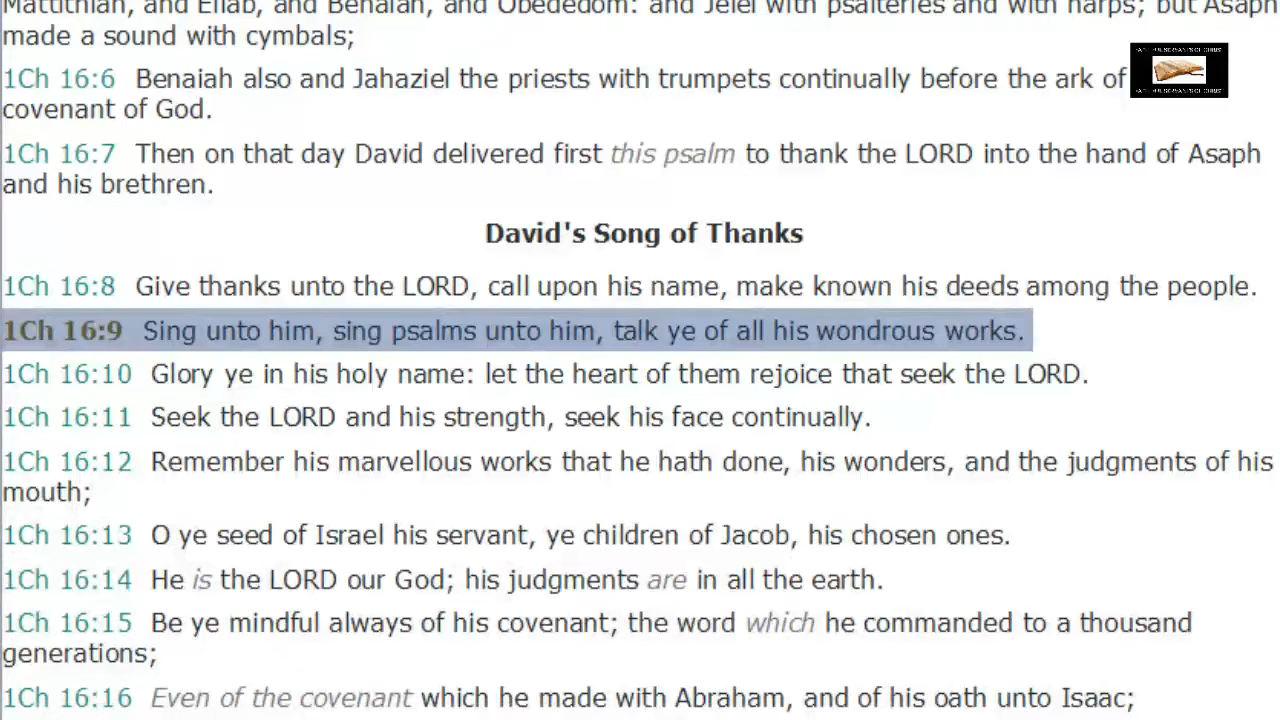 Mattithiah, and Eliab, and Benaiah, and Obededom: and Jeiel with psalteries and with harps; but Asaph
made a sound with cymbals;
1Ch 16:6 Benaiah also and Jahaziel the priests with trumpets continually before the ark of
covenant of God.
1Ch 16:7 Then on that day David delivered first this psalm to thank the LORD into the hand of Asaph
and his brethren.
David's Song of Thanks
1Ch 16:8 Give thanks unto the LORD, call upon his name, make known his deeds among the people.
1Ch 16:9 Sing unto him, sing psalms unto him, talk ye of all his wondrous works.
1Ch 16:10 Glory ye in his holy name: let the heart of them rejoice that seek the LORD.
1Ch 16:11 Seek the LORD and his strength, seek his face continually.
1Ch 16:12 Remember his marvellous works that he hath done, his wonders, and the judgments of his
mouth;
1Ch 16:13 O ye seed of Israel his servant, ye children of Jacob, his chosen ones.
1Ch 16:14 He is the LORD our God; his judgments are in all the earth.
1Ch 16:15 Be ye mindful always of his covenant; the word which he commanded to a thousand
generations;
1Ch 16:16 Even of the covenant which he made with Abraham, and of his oath unto Isaac;